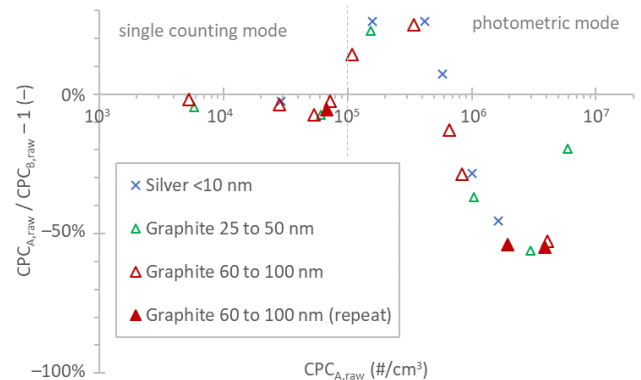 single counting mode
photometric mode
CPC_A,raw / CPC_B,raw − 1 (−)
0%
10³ 10⁴ 10⁵ 10⁶ 10⁷
Silver <10 nm
Graphite 25 to 50 nm
−50%
Graphite 60 to 100 nm
Graphite 60 to 100 nm (repeat)
−100%
CPC_A,raw (#/cm³)